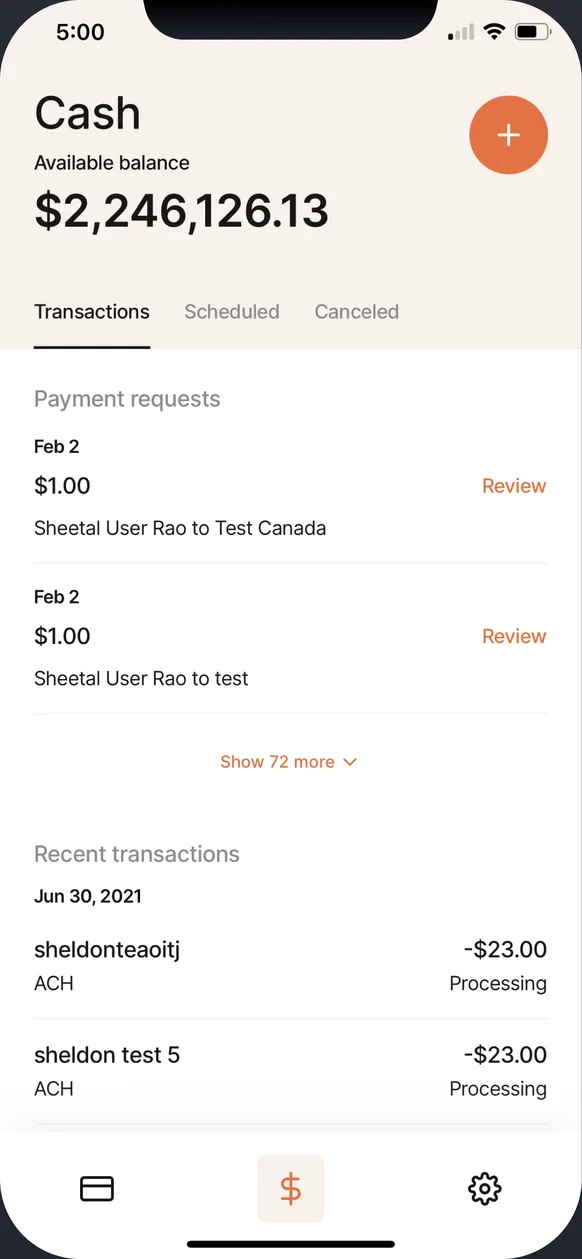 5:00
Cash
Available balance
$2,246,126.13
Transactions Scheduled Canceled
Payment requests
Feb 2
$1.00 Review
Sheetal User Rao to Test Canada
Feb 2
$1.00 Review
Sheetal User Rao to test
Show 72 more
Recent transactions
Jun 30, 2021
sheldonteaoitj -$23.00
ACH Processing
sheldon test 5 -$23.00
ACH Processing
$